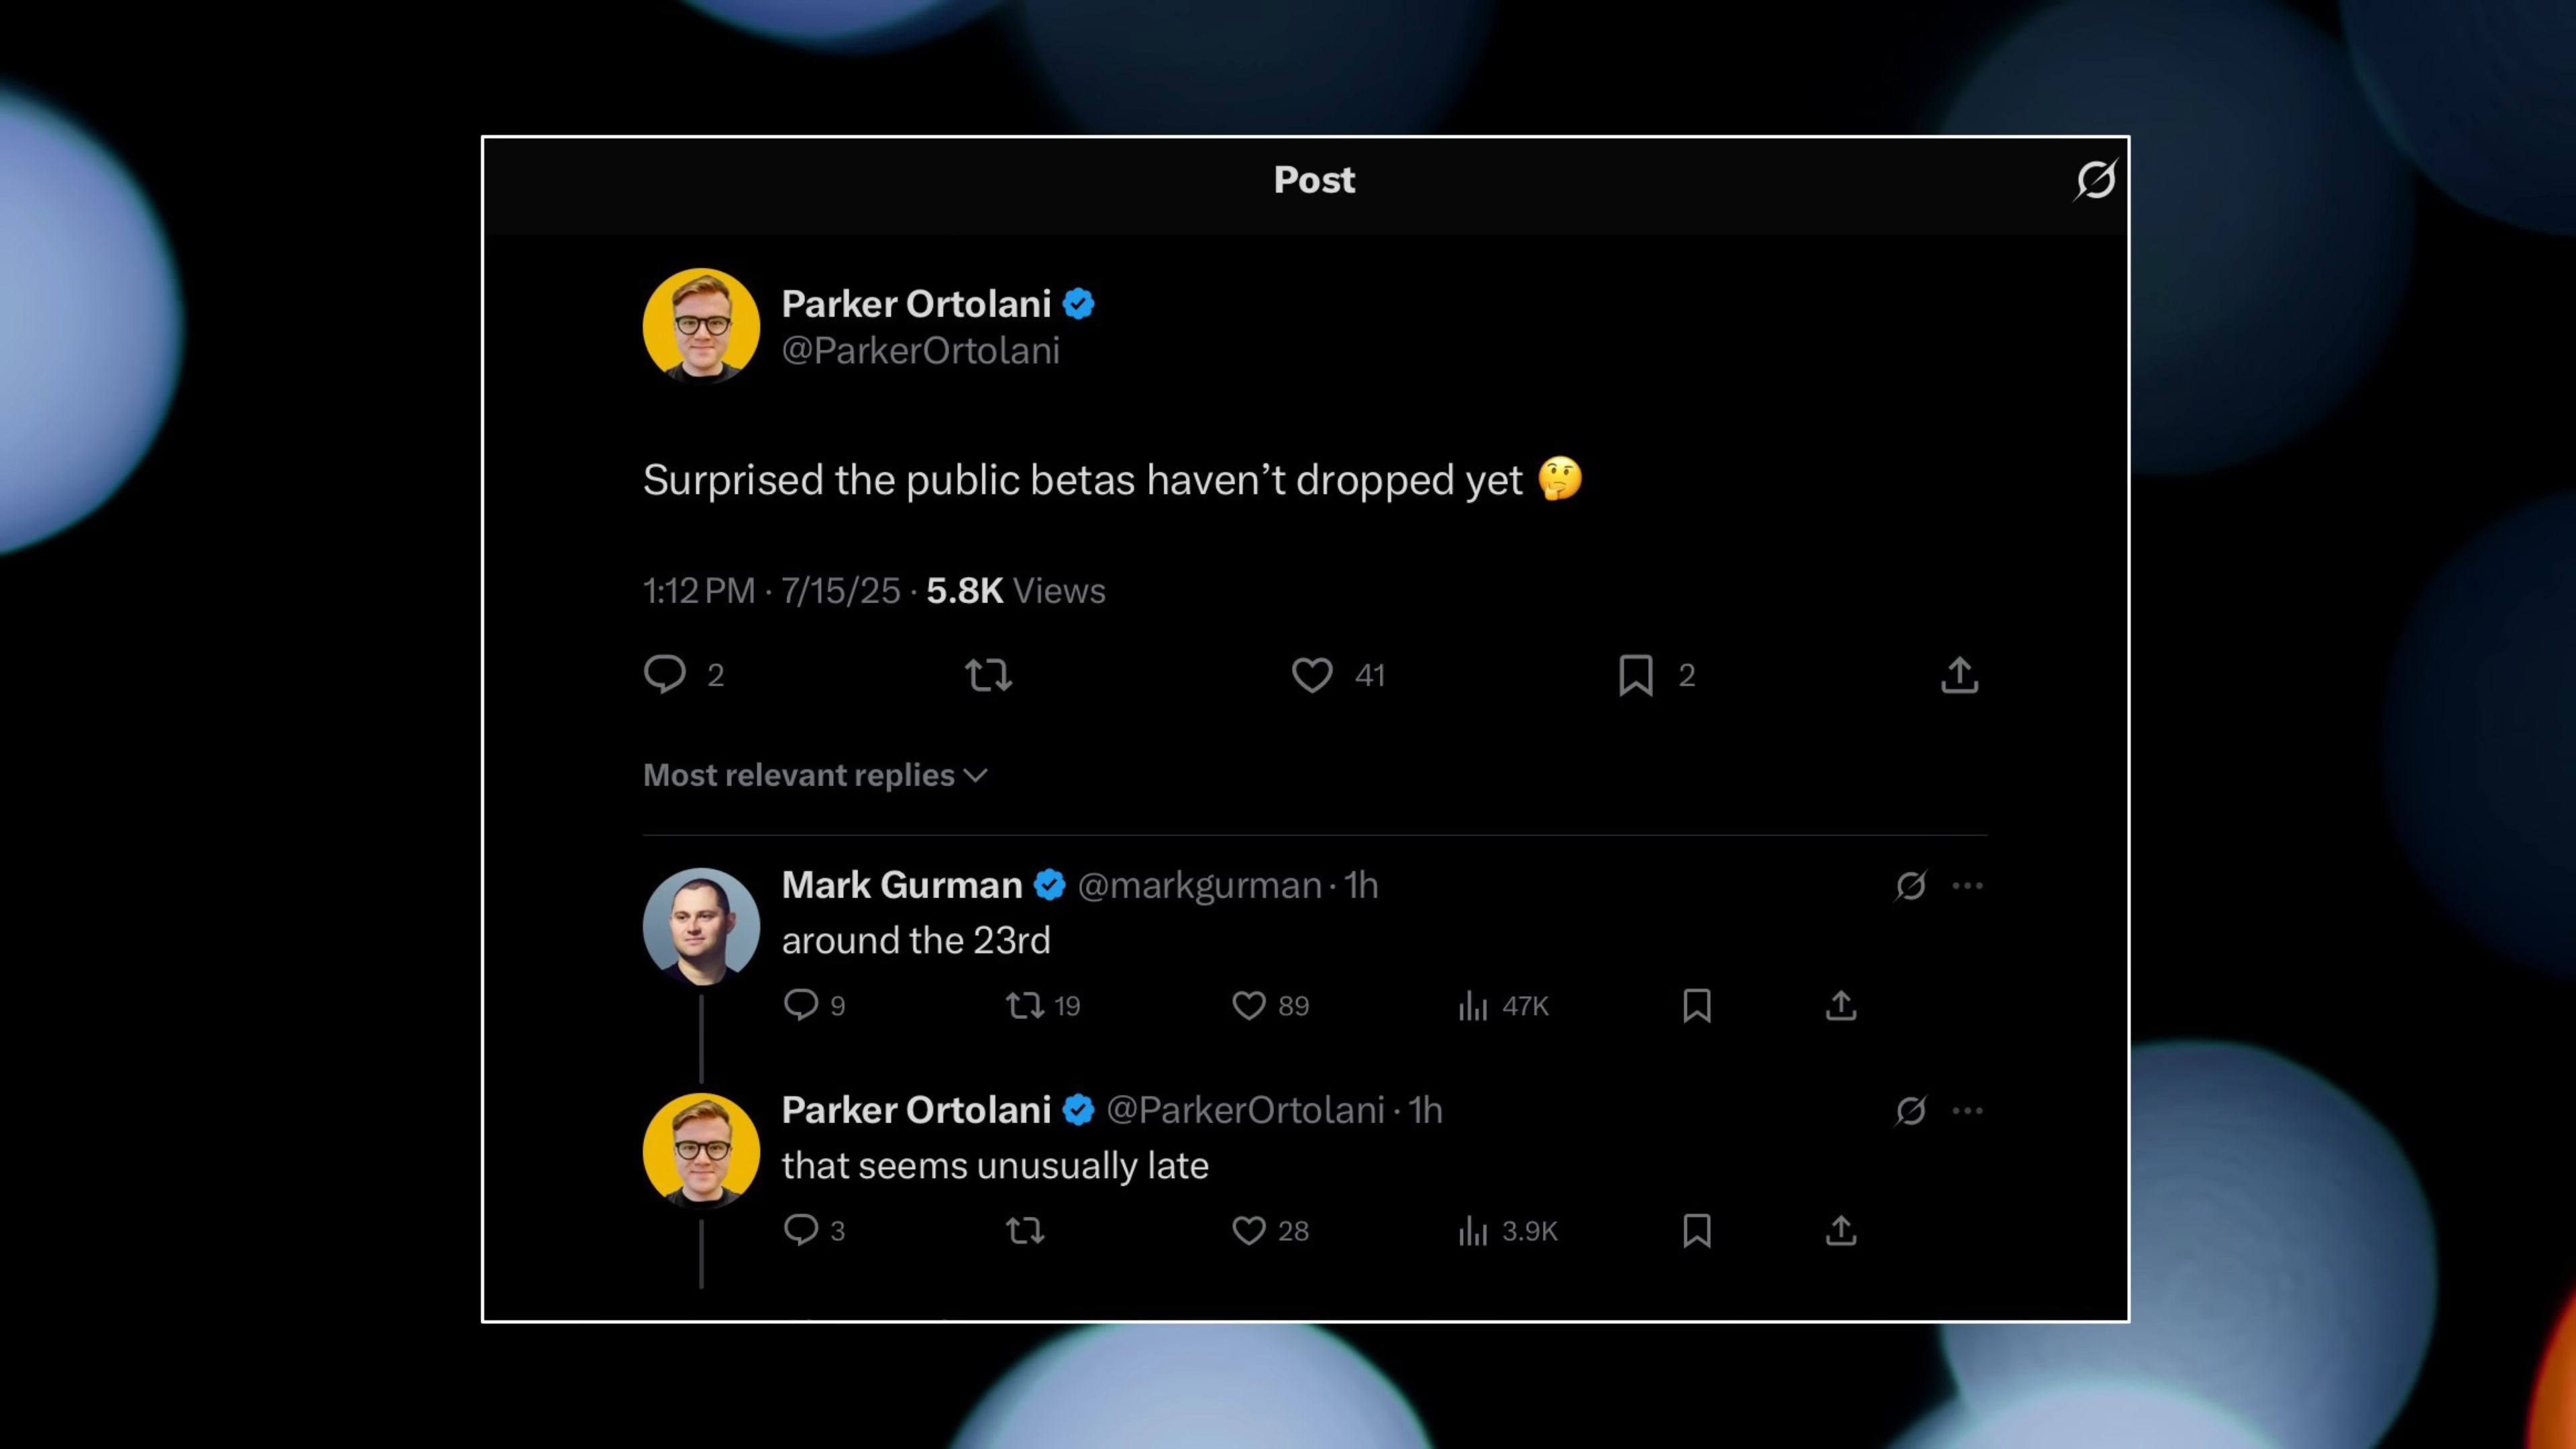 Post
Parker Ortolani
@ParkerOrtolani
Surprised the public betas haven’t dropped yet 🤔
1:12 PM · 7/15/25 · 5.8K Views
2 41 2
Most relevant replies
Mark Gurman @markgurman · 1h
around the 23rd
9 19 89 47K
Parker Ortolani @ParkerOrtolani · 1h
that seems unusually late
3 28 3.9K